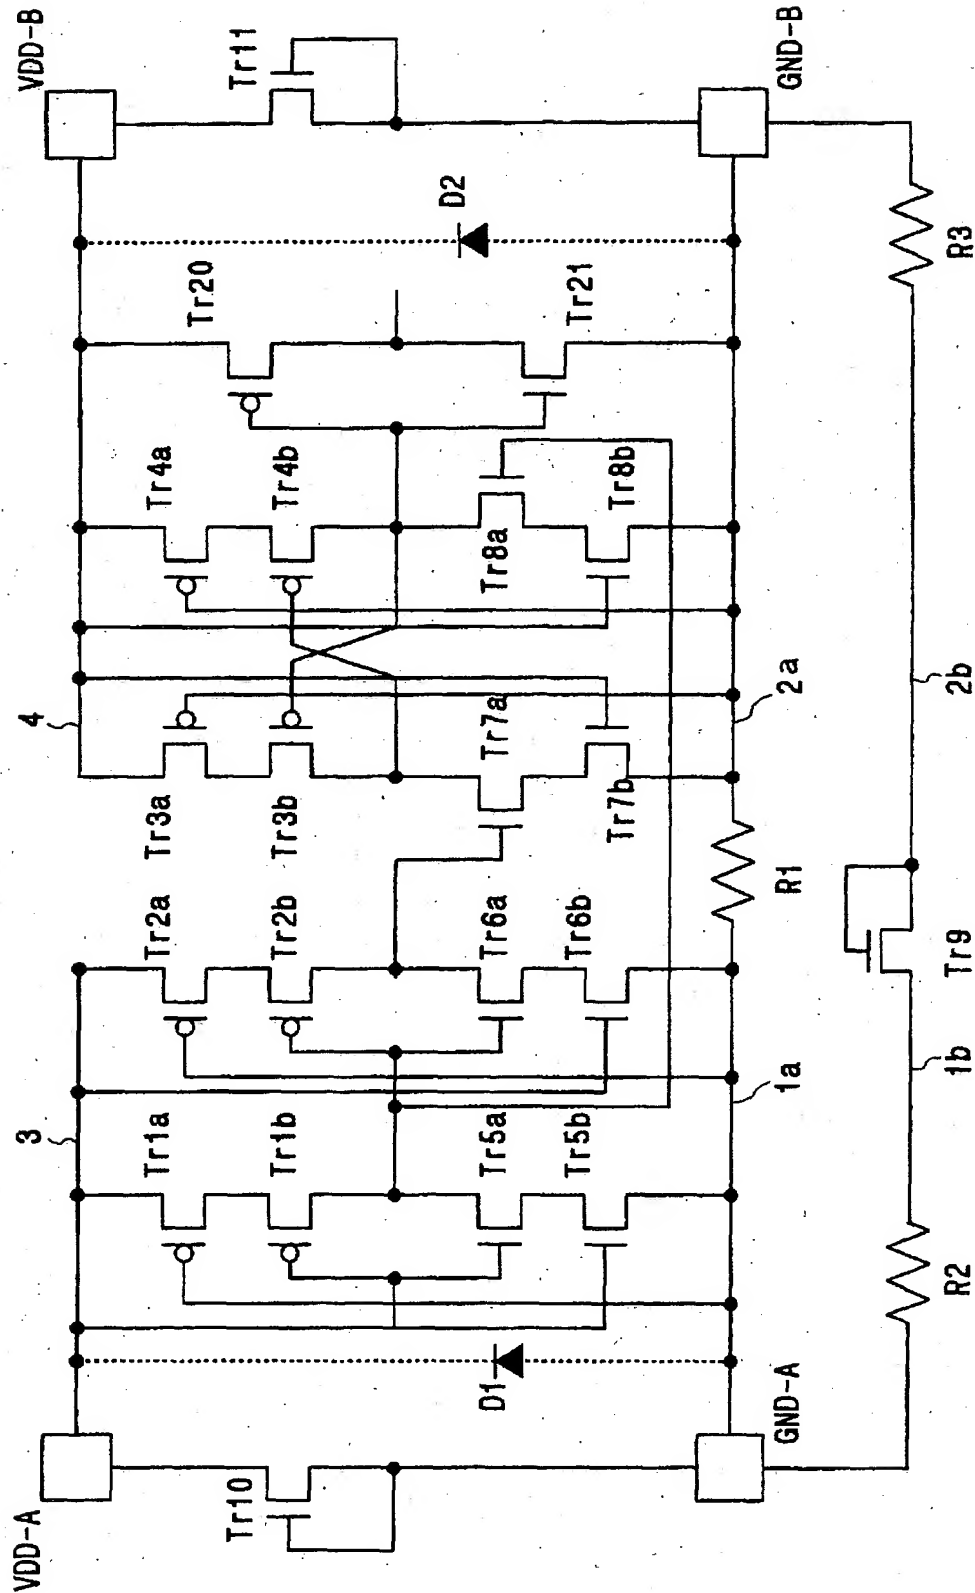 VDD-A
3
4
VDD-B
Tr10
Tr1a
Tr2a
Tr3a
Tr4a
Tr20
Tr11
Tr1b
Tr2b
Tr3b
Tr4b
D1
Tr5a
Tr6a
Tr7a
Tr8a
D2
Tr5b
Tr6b
Tr7b
Tr8b
Tr21
GND-A
1a
R1
2a
GND-B
R2
1b
Tr9
2b
R3